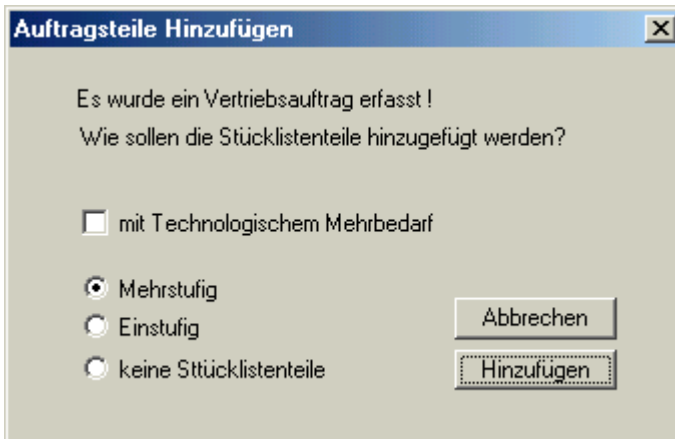 Auftragsteile Hinzufügen
Es wurde ein Vertriebsauftrag erfasst !
Wie sollen die Stücklistenteile hinzugefügt werden?
mit Technologischem Mehrbedarf
Mehrstufig
Einstufig
keine Sttücklistenteile
Abbrechen
Hinzufügen